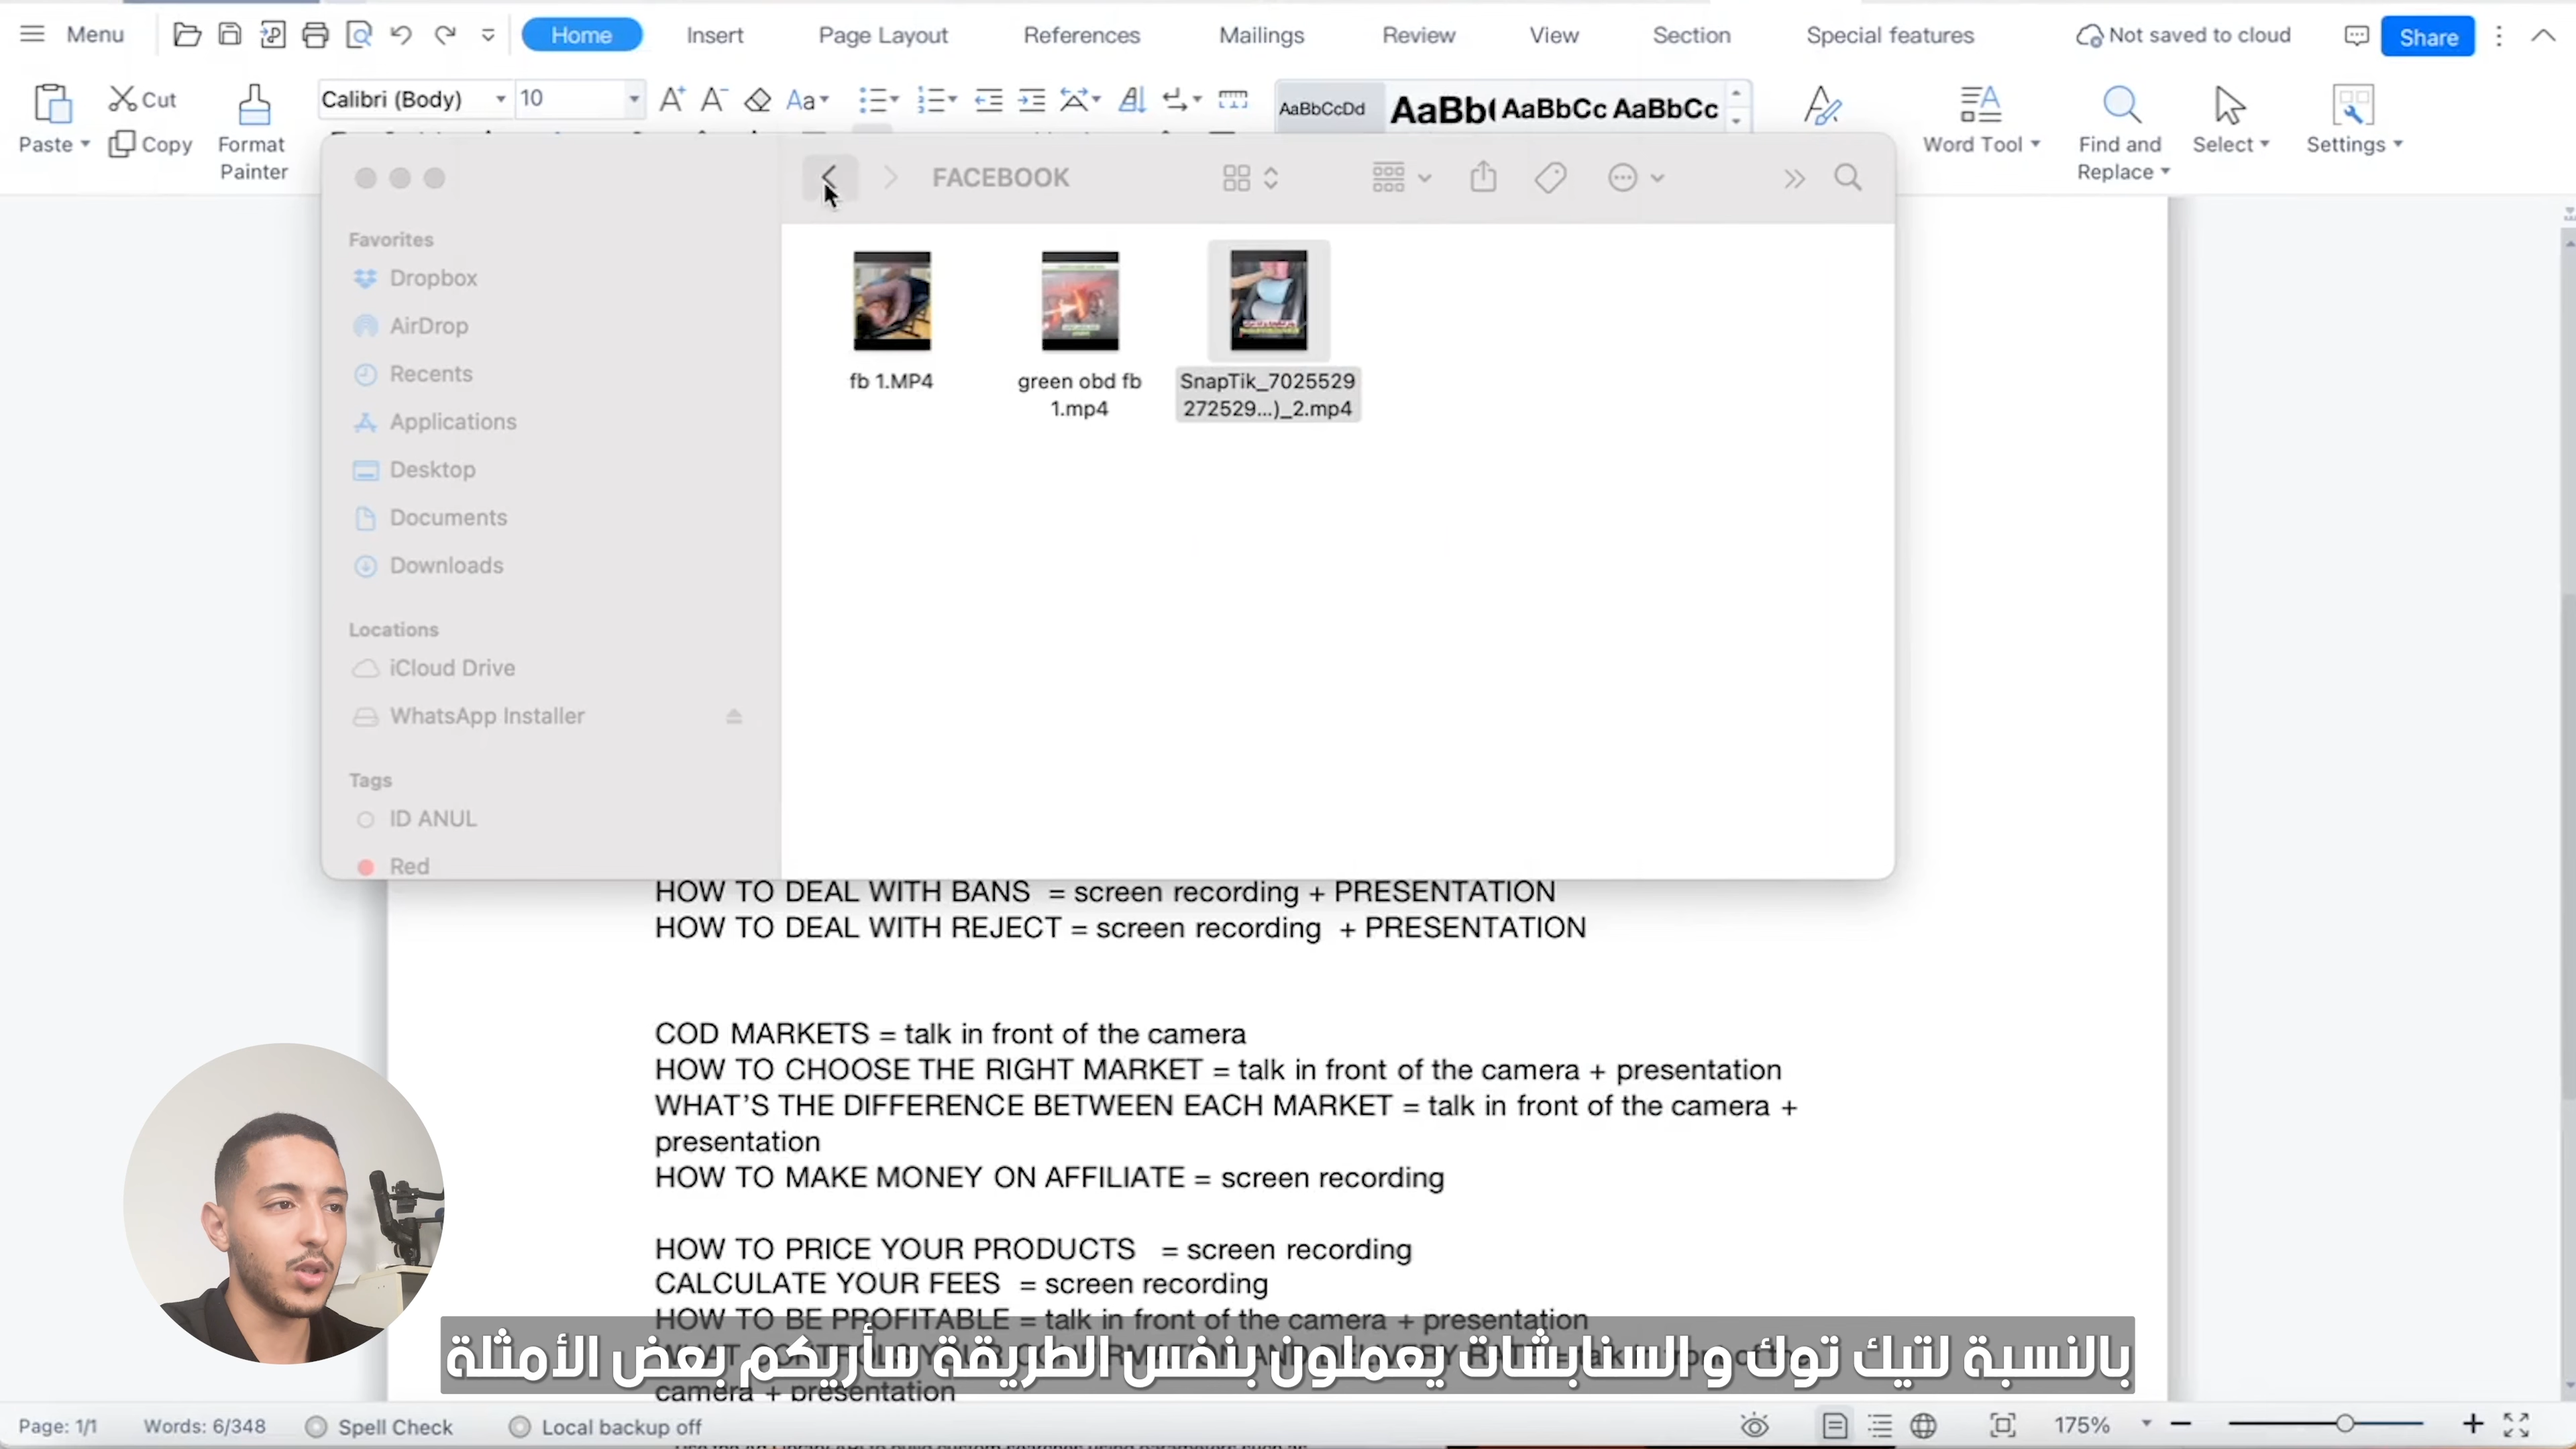 Menu
Home
Insert
Page Layout
References
Mailings
Review
View
Section
Special features
Not saved to cloud
Share
Paste
Cut
Copy
Format
Painter
Calibri (Body)
10
AaBbCcDd
AaBb(
AaBbCc
AaBbCc
Word Tool
Find and
Replace
Select
Settings
FACEBOOK
Favorites
Dropbox
AirDrop
Recents
Applications
Desktop
Documents
Downloads
Locations
iCloud Drive
WhatsApp Installer
Tags
ID ANUL
Red
fb 1.MP4
green obd fb
1.mp4
SnapTik_7025529
272529...)_2.mp4
HOW TO DEAL WITH BANS = screen recording + PRESENTATION
HOW TO DEAL WITH REJECT = screen recording + PRESENTATION
COD MARKETS = talk in front of the camera
HOW TO CHOOSE THE RIGHT MARKET = talk in front of the camera + presentation
WHAT'S THE DIFFERENCE BETWEEN EACH MARKET = talk in front of the camera +
presentation
HOW TO MAKE MONEY ON AFFILIATE = screen recording
HOW TO PRICE YOUR PRODUCTS = screen recording
CALCULATE YOUR FEES = screen recording
HOW TO BE PROFITABLE = talk in front of the camera + presentation
بالنسبة لتيك توك و السنابشات يعملون بنفس الطريقة سأريكم بعض الأمثلة
camera + presentation
Page: 1/1
Words: 6/348
Spell Check
Local backup off
175%